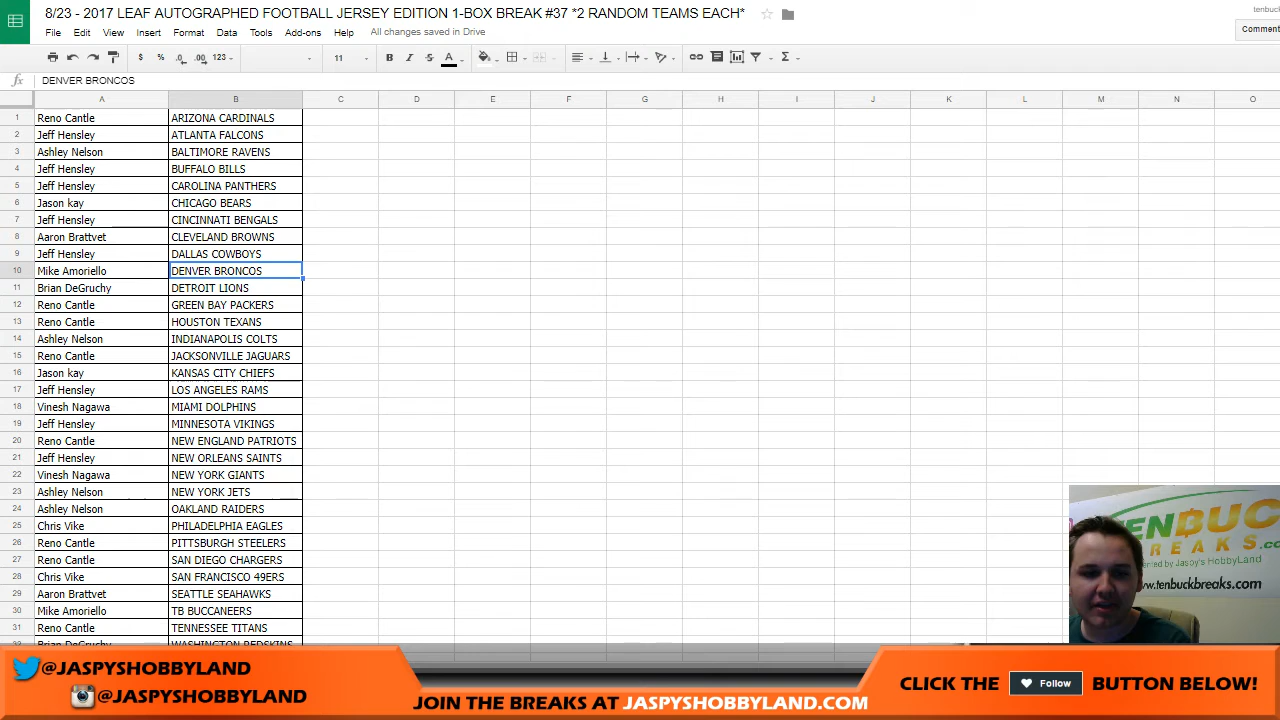 8/23 - 2017 LEAF AUTOGRAPHED FOOTBALL JERSEY EDITION 1-BOX BREAK #37 *2 RANDOM TEAMS EACH*
tenbuck
File Edit View Insert Format Data Tools Add-ons Help All changes saved in Drive
Comment
$ % .0 .00 123 11 B I S A Σ
fx DENVER BRONCOS
A B C D E F G H I J K L M N O
1 Reno Cantle ARIZONA CARDINALS
2 Jeff Hensley ATLANTA FALCONS
3 Ashley Nelson BALTIMORE RAVENS
4 Jeff Hensley BUFFALO BILLS
5 Jeff Hensley CAROLINA PANTHERS
6 Jason kay CHICAGO BEARS
7 Jeff Hensley CINCINNATI BENGALS
8 Aaron Brattvet CLEVELAND BROWNS
9 Jeff Hensley DALLAS COWBOYS
10 Mike Amoriello DENVER BRONCOS
11 Brian DeGruchy DETROIT LIONS
12 Reno Cantle GREEN BAY PACKERS
13 Reno Cantle HOUSTON TEXANS
14 Ashley Nelson INDIANAPOLIS COLTS
15 Reno Cantle JACKSONVILLE JAGUARS
16 Jason kay KANSAS CITY CHIEFS
17 Jeff Hensley LOS ANGELES RAMS
18 Vinesh Nagawa MIAMI DOLPHINS
19 Jeff Hensley MINNESOTA VIKINGS
20 Reno Cantle NEW ENGLAND PATRIOTS
21 Jeff Hensley NEW ORLEANS SAINTS
22 Vinesh Nagawa NEW YORK GIANTS
23 Ashley Nelson NEW YORK JETS
24 Ashley Nelson OAKLAND RAIDERS
25 Chris Vike PHILADELPHIA EAGLES
26 Reno Cantle PITTSBURGH STEELERS
27 Reno Cantle SAN DIEGO CHARGERS
28 Chris Vike SAN FRANCISCO 49ERS
29 Aaron Brattvet SEATTLE SEAHAWKS
30 Mike Amoriello TB BUCCANEERS
31 Reno Cantle TENNESSEE TITANS
32 Brian DeGruchy WASHINGTON REDSKINS
TENBUC
REAKS.co
ented by Jaspy's HobbyLand
www.tenbuckbreaks.com
@JASPYSHOBBYLAND
@JASPYSHOBBYLAND
JOIN THE BREAKS AT JASPYSHOBBYLAND.COM
CLICK THE Follow BUTTON BELOW!